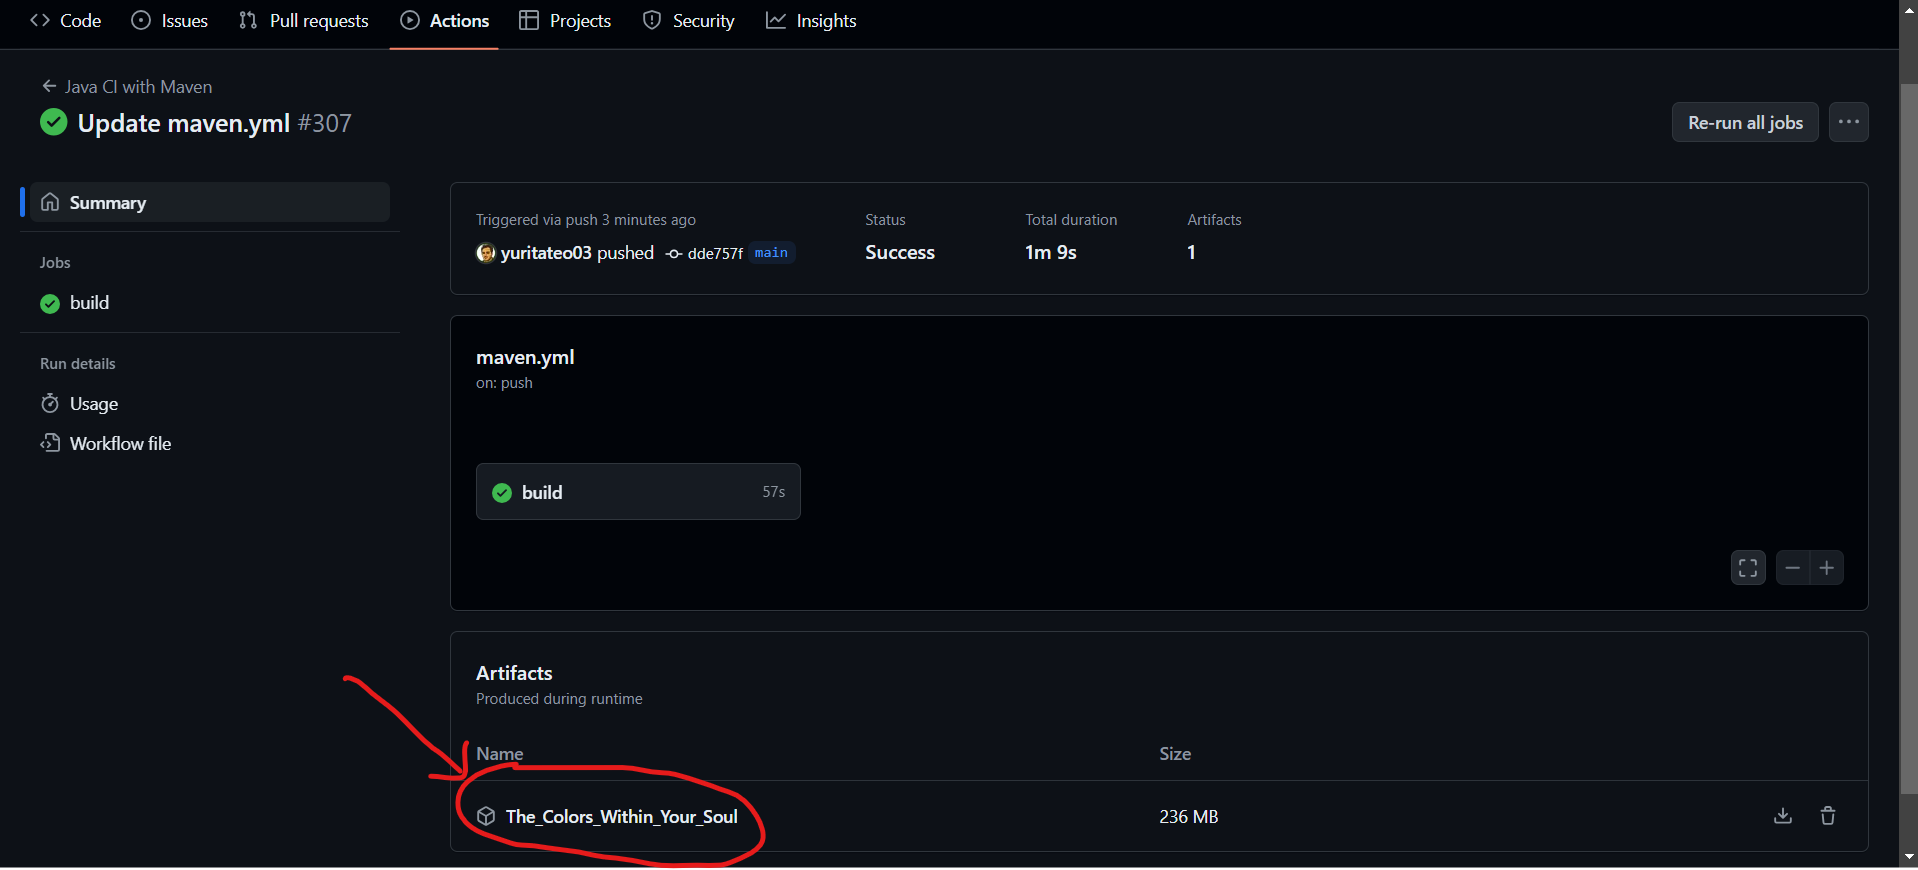 Code Issues Pull requests Actions Projects Security Insights
Java CI with Maven
Update maven.yml #307
Re-run all jobs
Summary
Jobs
build
Run details
Usage
Workflow file
Triggered via push 3 minutes ago
yuritateo03 pushed dde757f main
Status
Success
Total duration
1m 9s
Artifacts
1
maven.yml
on: push
build 57s
Artifacts
Produced during runtime
Name Size
The_Colors_Within_Your_Soul 236 MB